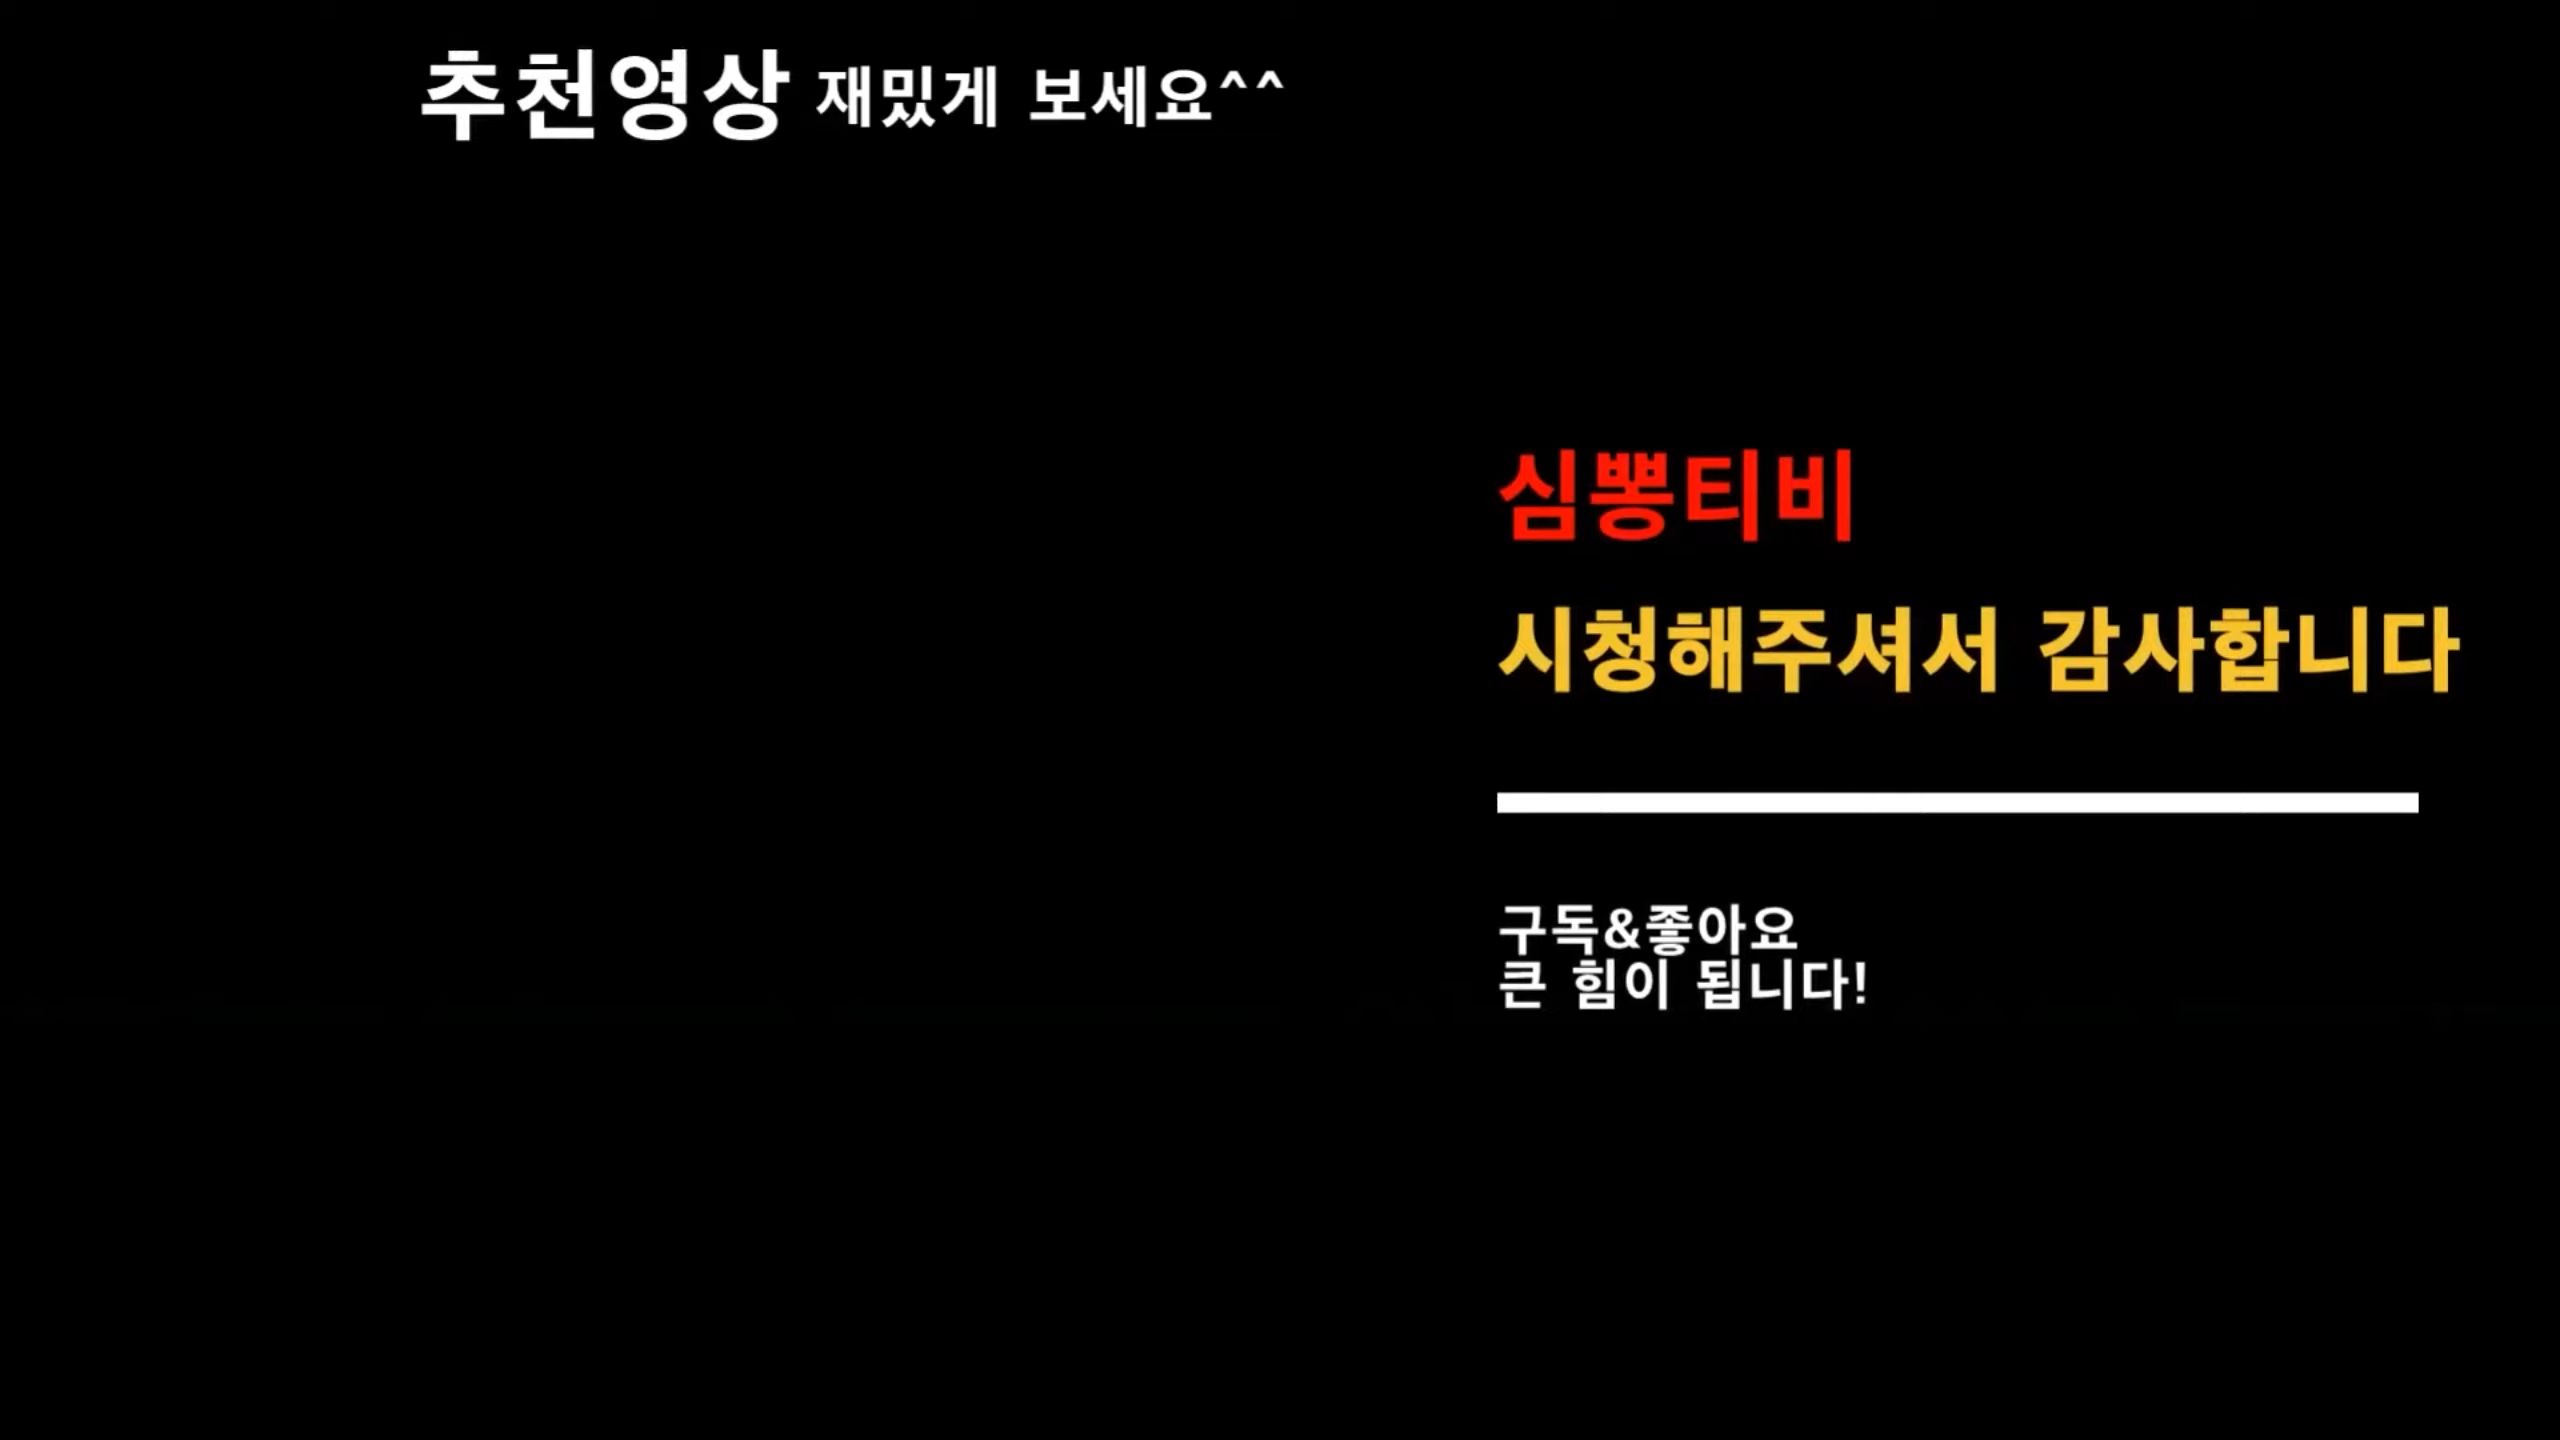 추천영상 재밌게 보세요^^
심뽕티비
시청해주셔서 감사합니다
구독&좋아요
큰 힘이 됩니다!